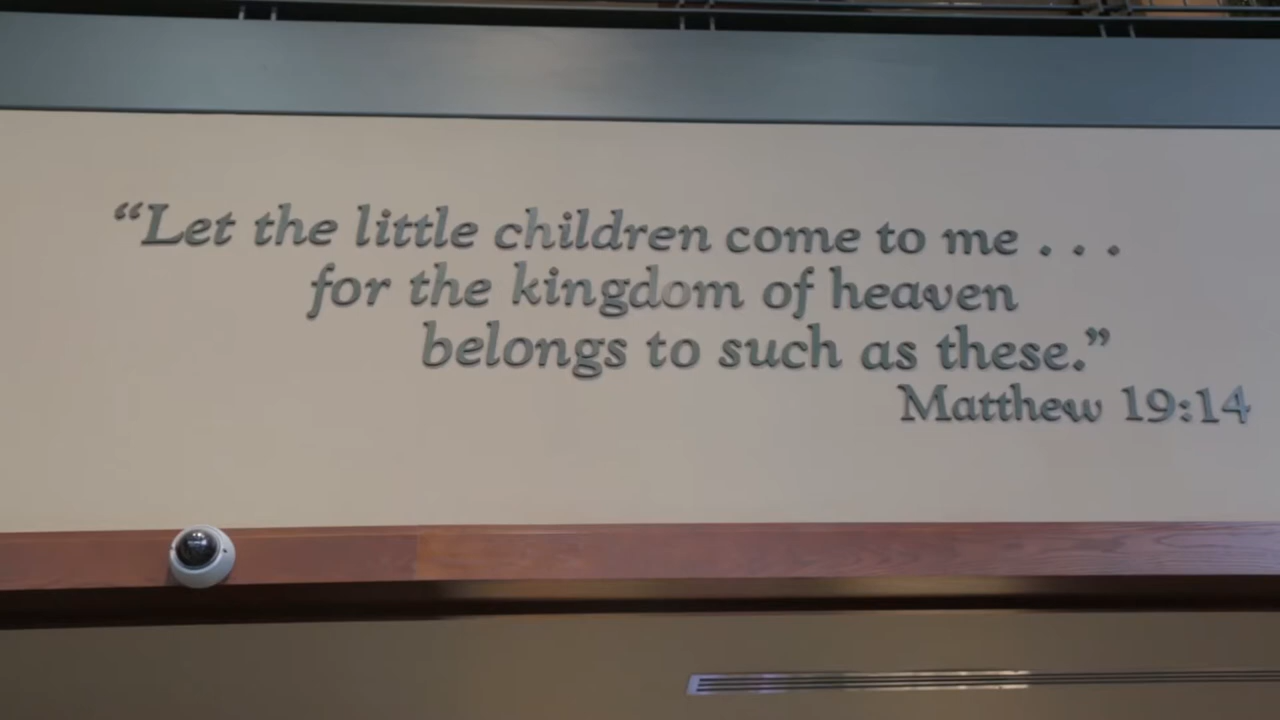 “Let the little children come to me . . .
for the kingdom of heaven
belongs to such as these.”
Matthew 19:14